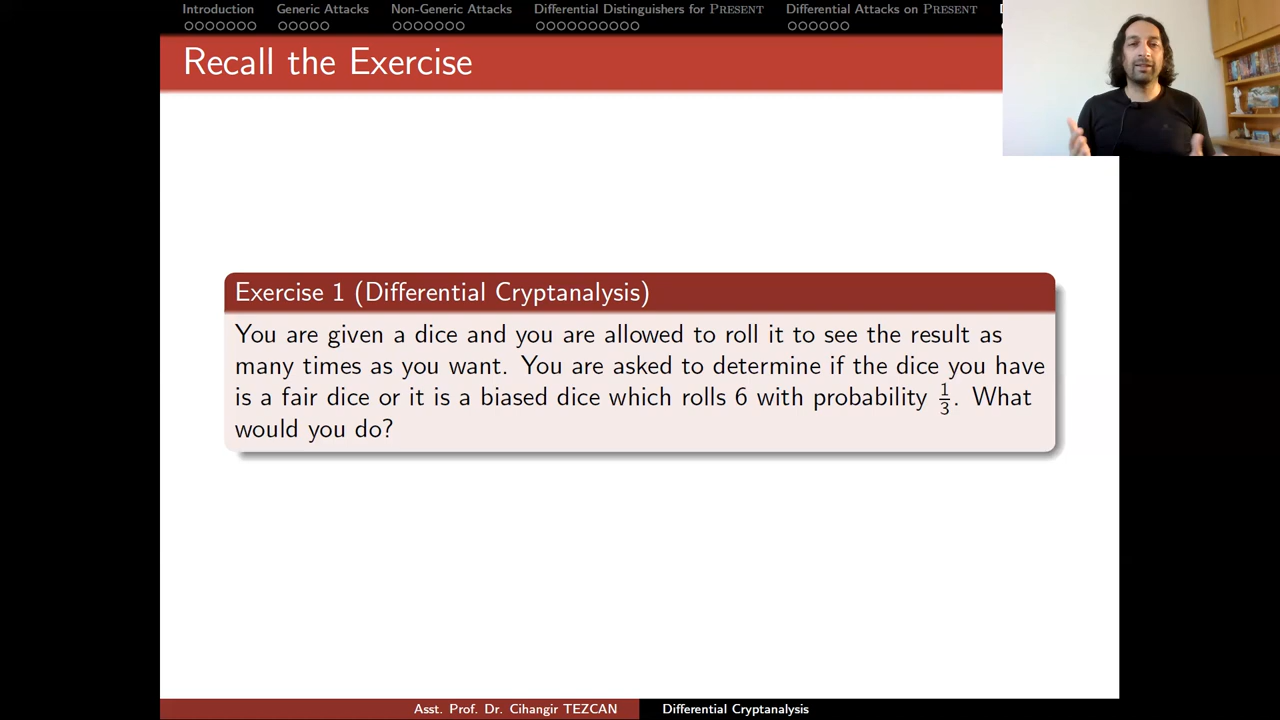 Introduction Generic Attacks Non-Generic Attacks Differential Distinguishers for PRESENT Differential Attacks on PRESENT
Recall the Exercise
Exercise 1 (Differential Cryptanalysis)
You are given a dice and you are allowed to roll it to see the result as
many times as you want. You are asked to determine if the dice you have
is a fair dice or it is a biased dice which rolls 6 with probability 1/3. What
would you do?
Asst. Prof. Dr. Cihangir TEZCAN Differential Cryptanalysis